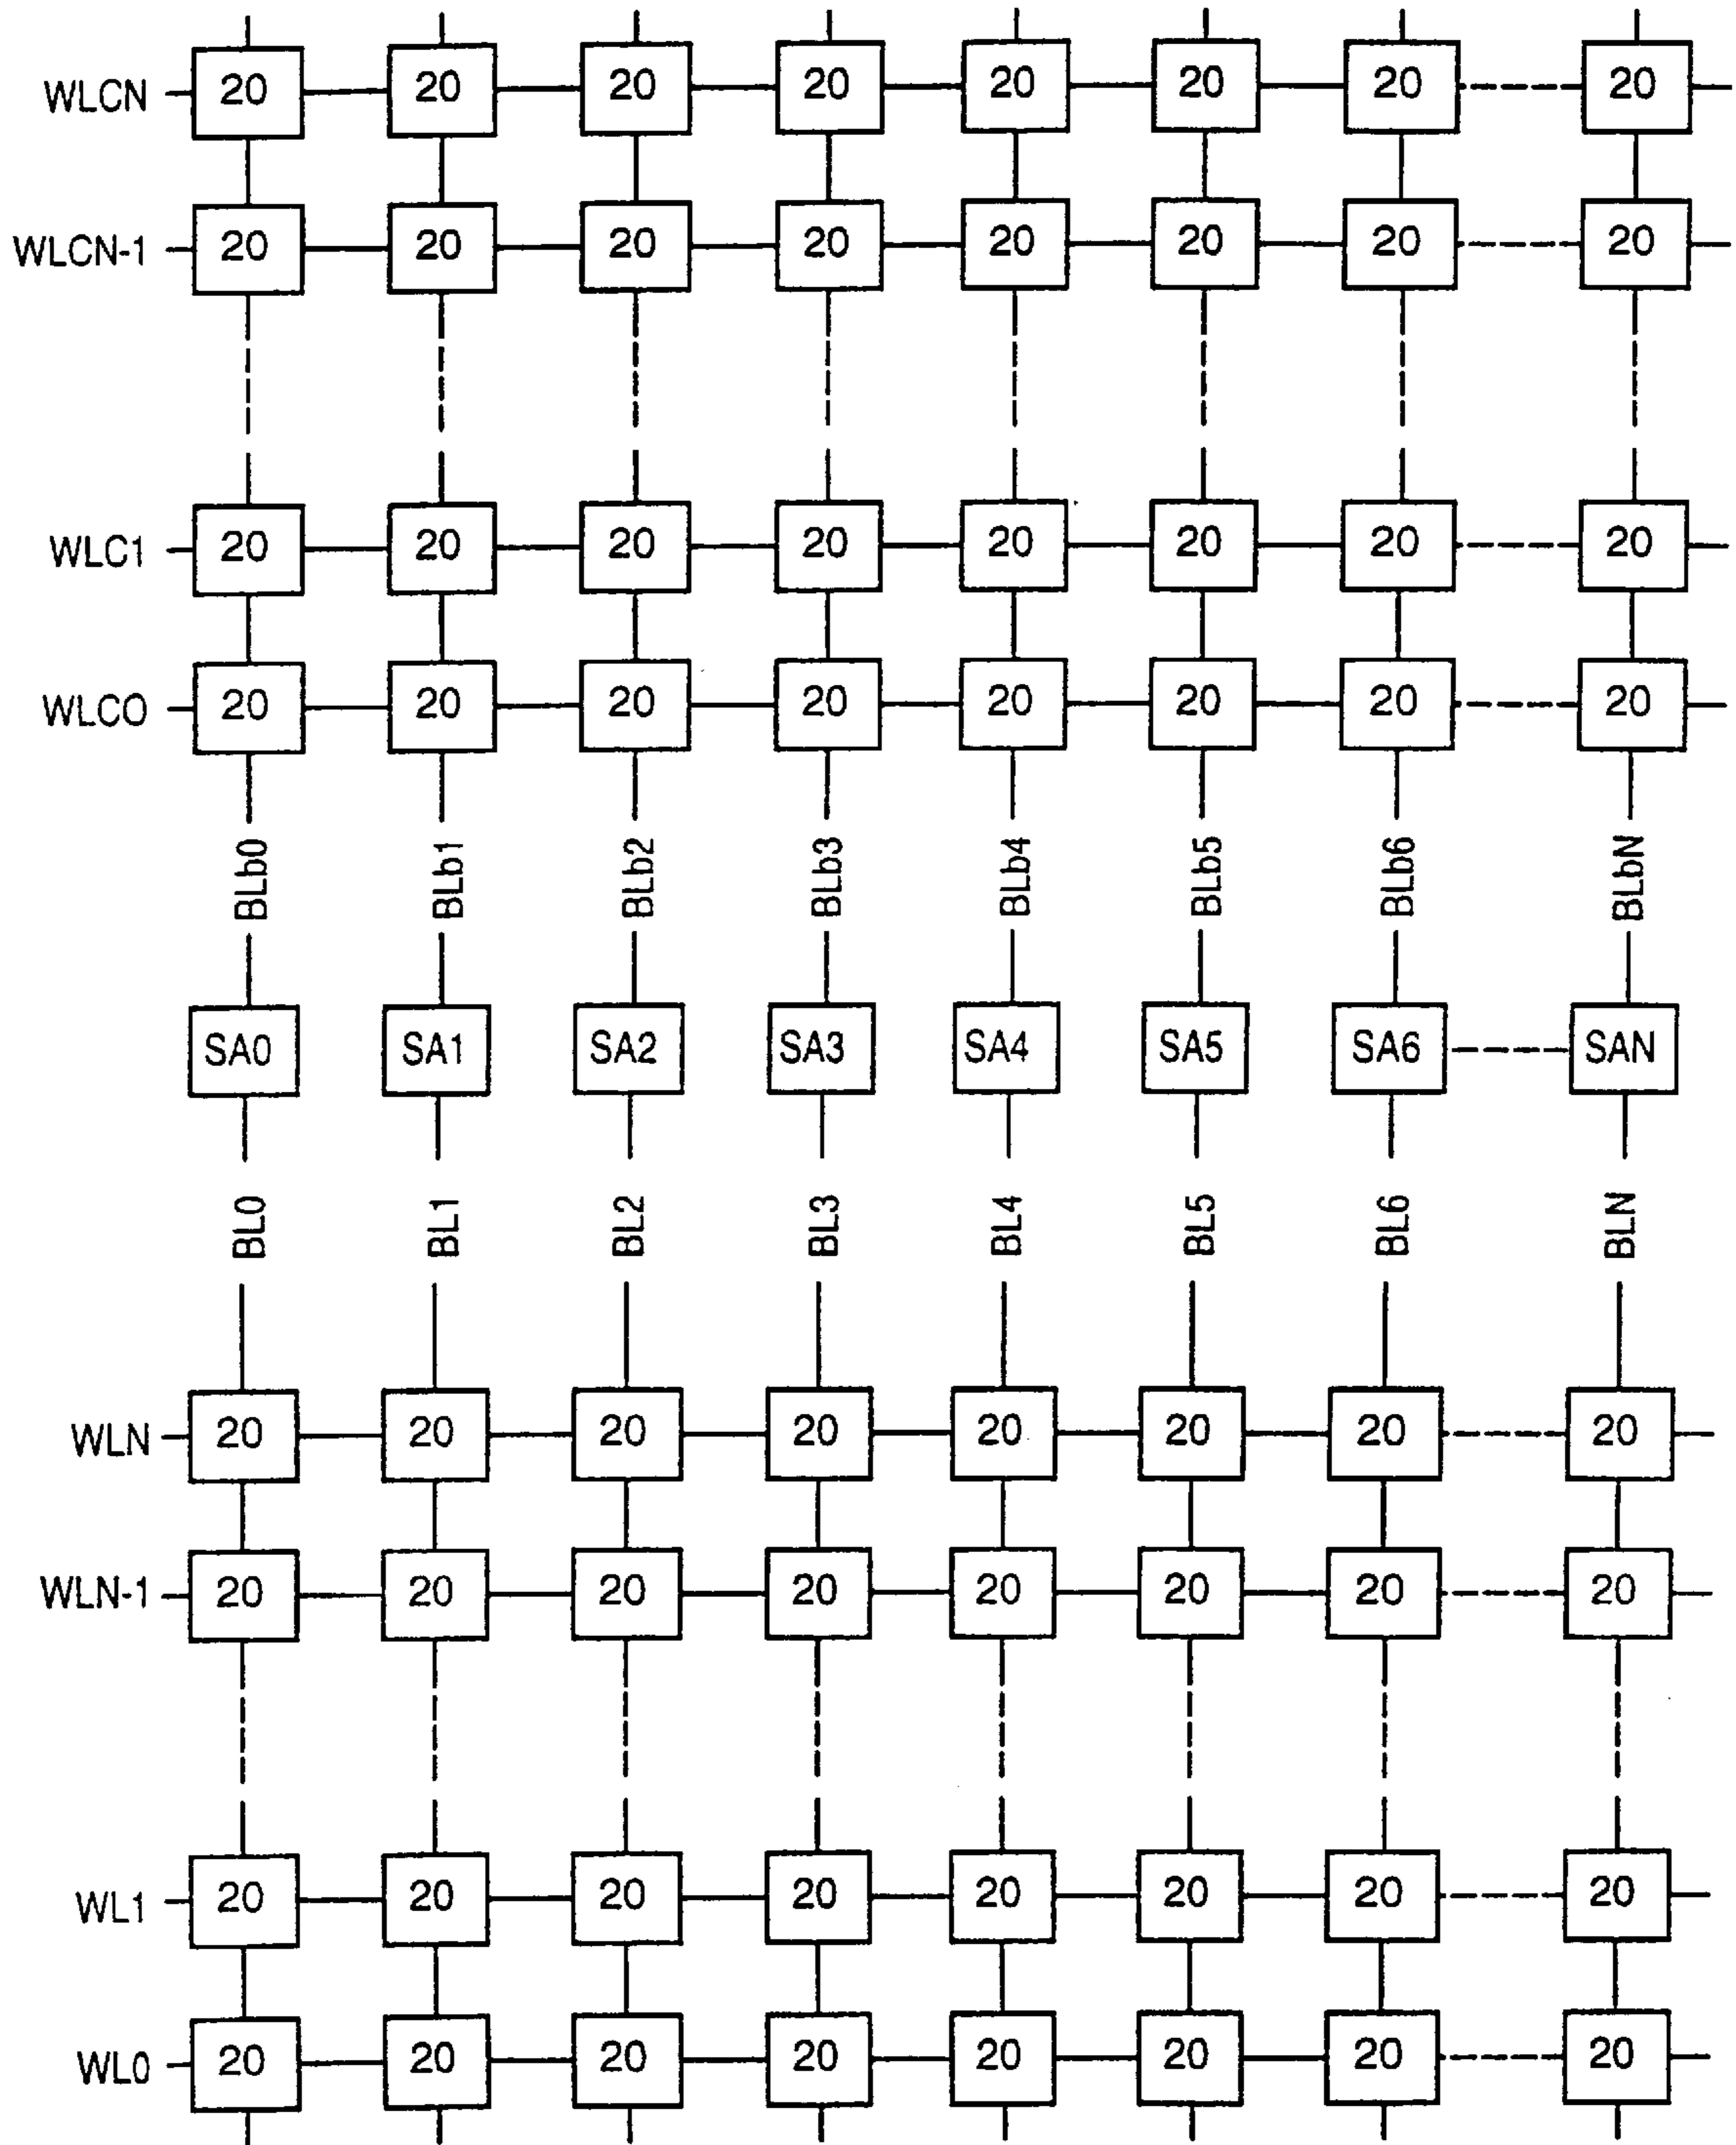 WLCN 20 20 20 20 20 20 20 20
WLCN-1 20 20 20 20 20 20 20 20
WLC1 20 20 20 20 20 20 20 20
WLCO 20 20 20 20 20 20 20 20
BLb0 BLb1 BLb2 BLb3 BLb4 BLb5 BLb6 BLbN
SA0 SA1 SA2 SA3 SA4 SA5 SA6 SAN
BL0 BL1 BL2 BL3 BL4 BL5 BL6 BLN
WLN 20 20 20 20 20 20 20 20
WLN-1 20 20 20 20 20 20 20 20
WL1 20 20 20 20 20 20 20 20
WL0 20 20 20 20 20 20 20 20